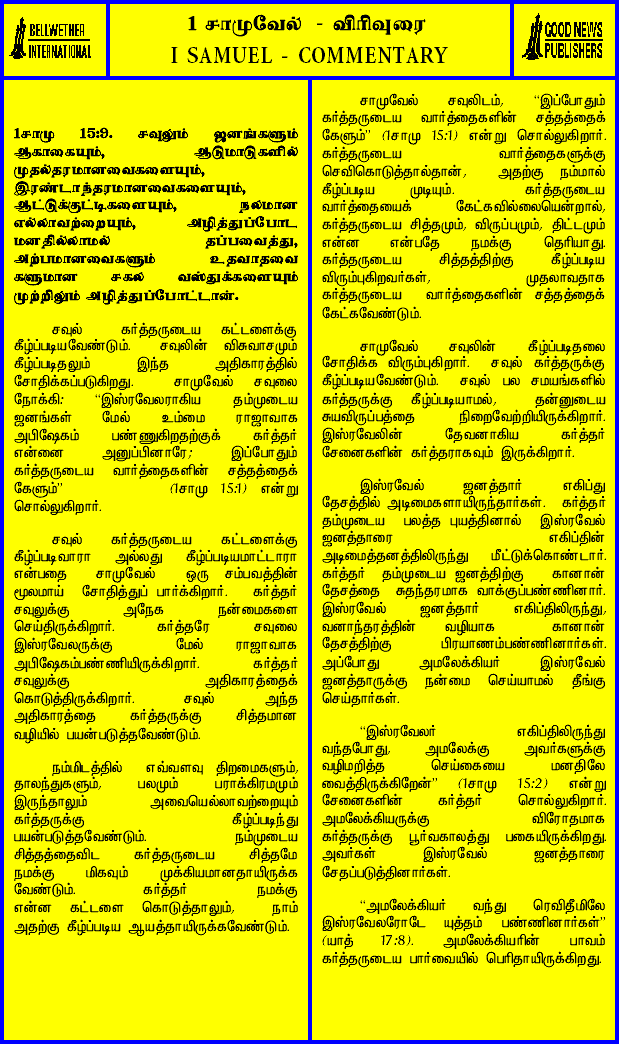 BELLWETHER
INTERNATIONAL
1 சாமுவேல் - விரிவுரை
I SAMUEL - COMMENTARY
GOOD NEWS
PUBLISHERS
1சாமு 15:9. சவுலும் ஜனங்களும்
ஆகாகையும், ஆடுமாடுகளில்
முதல்தரமானவைகளையும்,
இரண்டாந்தரமானவைகளையும்,
ஆட்டுக்குட்டிகளையும், நலமான
எல்லாவற்றையும், அழித்துப்போட
மனதில்லாமல் தப்பவைத்து,
அற்பமானவைகளும் உதவாதவை
களுமான சகல வஸ்துக்களையும்
முற்றிலும் அழித்துப்போட்டான்.
சவுல் கர்த்தருடைய கட்டளைக்கு
கீழ்ப்படியவேண்டும். சவுலின் விசுவாசமும்
கீழ்ப்படிதலும் இந்த அதிகாரத்தில்
சோதிக்கப்படுகிறது. சாமுவேல் சவுலை
நோக்கி: “இஸ்ரவேலராகிய தம்முடைய
ஜனங்கள் மேல் உம்மை ராஜாவாக
அபிஷேகம் பண்ணுகிறதற்குக் கர்த்தர்
என்னை அனுப்பினாரே; இப்போதும்
கர்த்தருடைய வார்த்தைகளின் சத்தத்தைக்
கேளும்” (1சாமு 15:1) என்று
சொல்லுகிறார்.
சவுல் கர்த்தருடைய கட்டளைக்கு
கீழ்ப்படிவாரா அல்லது கீழ்ப்படியமாட்டாரா
என்பதை சாமுவேல் ஒரு சம்பவத்தின்
மூலமாய் சோதித்துப் பார்க்கிறார். கர்த்தர்
சவுலுக்கு அநேக நன்மைகளை
செய்திருக்கிறார். கர்த்தரே சவுலை
இஸ்ரவேலருக்கு மேல் ராஜாவாக
அபிஷேகம்பண்ணியிருக்கிறார். கர்த்தர்
சவுலுக்கு அதிகாரத்தைக்
கொடுத்திருக்கிறார். சவுல் அந்த
அதிகாரத்தை கர்த்தருக்கு சித்தமான
வழியில் பயன்படுத்தவேண்டும்.
நம்மிடத்தில் எவ்வளவு திறமைகளும்,
தாலந்துகளும், பலமும் பராக்கிரமமும்
இருந்தாலும் அவையெல்லாவற்றையும்
கர்த்தருக்கு கீழ்ப்படிந்து
பயன்படுத்தவேண்டும். நம்முடைய
சித்தத்தைவிட கர்த்தருடைய சித்தமே
நமக்கு மிகவும் முக்கியமானதாயிருக்க
வேண்டும். கர்த்தர் நமக்கு
என்ன கட்டளை கொடுத்தாலும், நாம்
அதற்கு கீழ்ப்படிய ஆயத்தாயிருக்கவேண்டும்.
சாமுவேல் சவுலிடம், “இப்போதும்
கர்த்தருடைய வார்த்தைகளின் சத்தத்தைக்
கேளும்” (1சாமு 15:1) என்று சொல்லுகிறார்.
கர்த்தருடைய வார்த்தைகளுக்கு
செவிகொடுத்தால்தான், அதற்கு நம்மால்
கீழ்ப்படிய முடியும். கர்த்தருடைய
வார்த்தையைக் கேட்கவில்லையென்றால்,
கர்த்தருடைய சித்தமும், விருப்பமும், திட்டமும்
என்ன என்பதே நமக்கு தெரியாது.
கர்த்தருடைய சித்தத்திற்கு கீழ்ப்படிய
விரும்புகிறவர்கள், முதலாவதாக
கர்த்தருடைய வார்த்தைகளின் சத்தத்தைக்
கேட்கவேண்டும்.
சாமுவேல் சவுலின் கீழ்ப்படிதலை
சோதிக்க விரும்புகிறார். சவுல் கர்த்தருக்கு
கீழ்ப்படியவேண்டும். சவுல் பல சமயங்களில்
கர்த்தருக்கு கீழ்ப்படியாமல், தன்னுடைய
சுயவிருப்பத்தை நிறைவேற்றியிருக்கிறார்.
இஸ்ரவேலின் தேவனாகிய கர்த்தர்
சேனைகளின் கர்த்தராகவும் இருக்கிறார்.
இஸ்ரவேல் ஜனத்தார் எகிப்து
தேசத்தில் அடிமைகளாயிருந்தார்கள். கர்த்தர்
தம்முடைய பலத்த புயத்தினால் இஸ்ரவேல்
ஜனத்தாரை எகிப்தின்
அடிமைத்தனத்திலிருந்து மீட்டுக்கொண்டார்.
கர்த்தர் தம்முடைய ஜனத்திற்கு கானான்
தேசத்தை சுதந்தரமாக வாக்குப்பண்ணினார்.
இஸ்ரவேல் ஜனத்தார் எகிப்திலிருந்து,
வனாந்தரத்தின் வழியாக கானான்
தேசத்திற்கு பிரயாணம்பண்ணினார்கள்.
அப்போது அமலேக்கியர் இஸ்ரவேல்
ஜனத்தாருக்கு நன்மை செய்யாமல் தீங்கு
செய்தார்கள்.
“இஸ்ரவேலர் எகிப்திலிருந்து
வந்தபோது, அமலேக்கு அவர்களுக்கு
வழிமறித்த செய்கையை மனதிலே
வைத்திருக்கிறேன்” (1சாமு 15:2) என்று
சேனைகளின் கர்த்தர் சொல்லுகிறார்.
அமலேக்கியருக்கு விரோதமாக
கர்த்தருக்கு பூர்வகாலத்து பகையிருக்கிறது.
அவர்கள் இஸ்ரவேல் ஜனத்தாரை
சேதப்படுத்தினார்கள்.
“அமலேக்கியர் வந்து ரெவிதீமிலே
இஸ்ரவேலரோடே யுத்தம் பண்ணினார்கள்”
(யாத் 17:8). அமலேக்கியரின் பாவம்
கர்த்தருடைய பார்வையில் பெரிதாயிருக்கிறது.